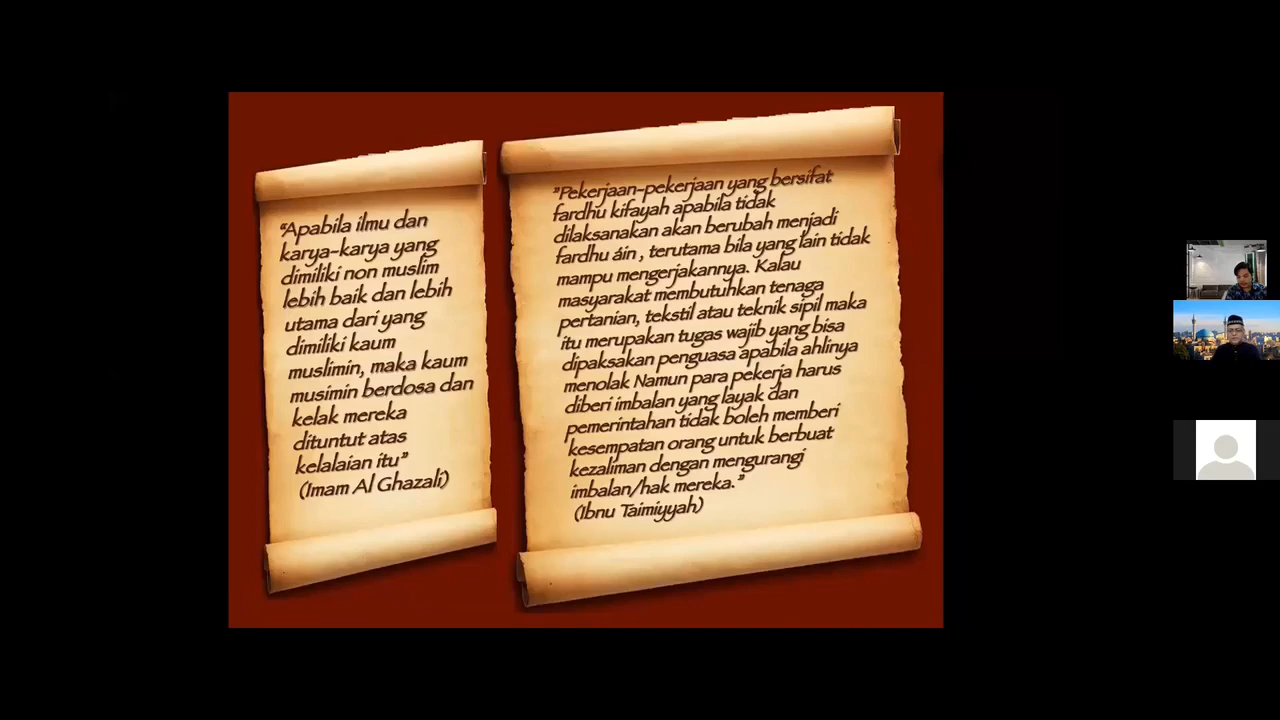 “Apabila ilmu dan
karya-karya yang
dimiliki non muslim
lebih baik dan lebih
utama dari yang
dimiliki kaum
muslimin, maka kaum
musimin berdosa dan
kelak mereka
dituntut atas
kelalaian itu”
(Imam Al Ghazali)
”Pekerjaan-pekerjaan yang bersifat
fardhu kifayah apabila tidak
dilaksanakan akan berubah menjadi
fardhu áin , terutama bila yang lain tidak
mampu mengerjakannya. Kalau
masyarakat membutuhkan tenaga
pertanian, tekstil atau teknik sipil maka
itu merupakan tugas wajib yang bisa
dipaksakan penguasa apabila ahlinya
menolak Namun para pekerja harus
diberi imbalan yang layak dan
pemerintahan tidak boleh memberi
kesempatan orang untuk berbuat
kezaliman dengan mengurangi
imbalan/hak mereka.”
(Ibnu Taimiyyah)